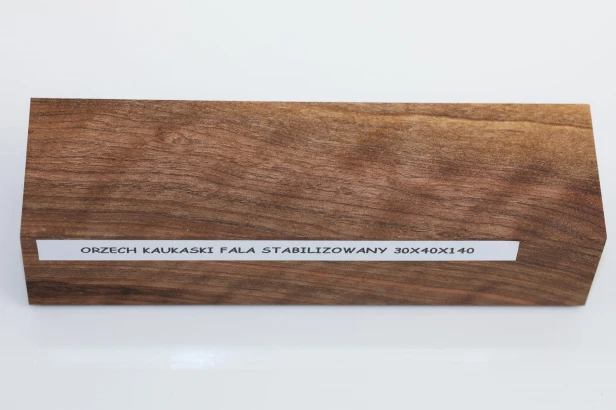 ORZECH KAUKASKI FALA STABILIZOWANY 30X40X140